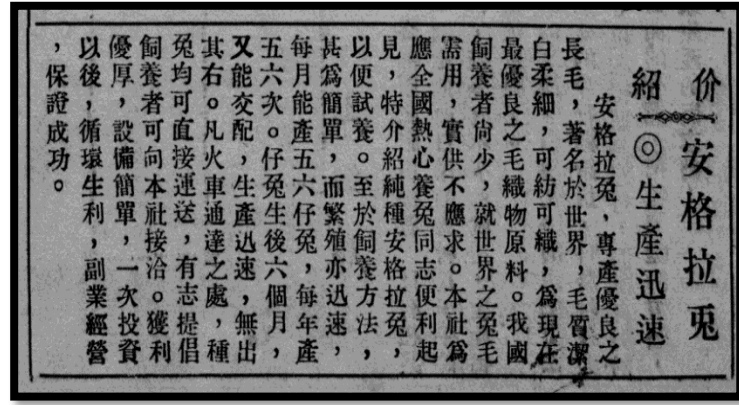 价紹
安格拉兎
◎生產迅速
安格拉兔，專產優良之
長毛，著名於世界，毛質潔
白柔細，可紡可織，爲現在
最優良之毛織物原料。我國
飼養者尙少，就世界之兔毛
需用，實供不應求。本社爲
應全國熱心養兔同志便利起
見，特介紹純種安格拉兔，
以便試養。至於飼養方法，
甚爲簡單，而繁殖亦迅速，
每月能產五六仔兔，每年產
五六次。仔兔生後六個月，
又能交配，生產迅速，無出
其右。凡火車通達之處，種
兔均可直接運送，有志提倡
飼養者可向本社接洽。獲利
優厚，設備簡單，一次投資
以後，循環生利，副業經營
，保證成功。